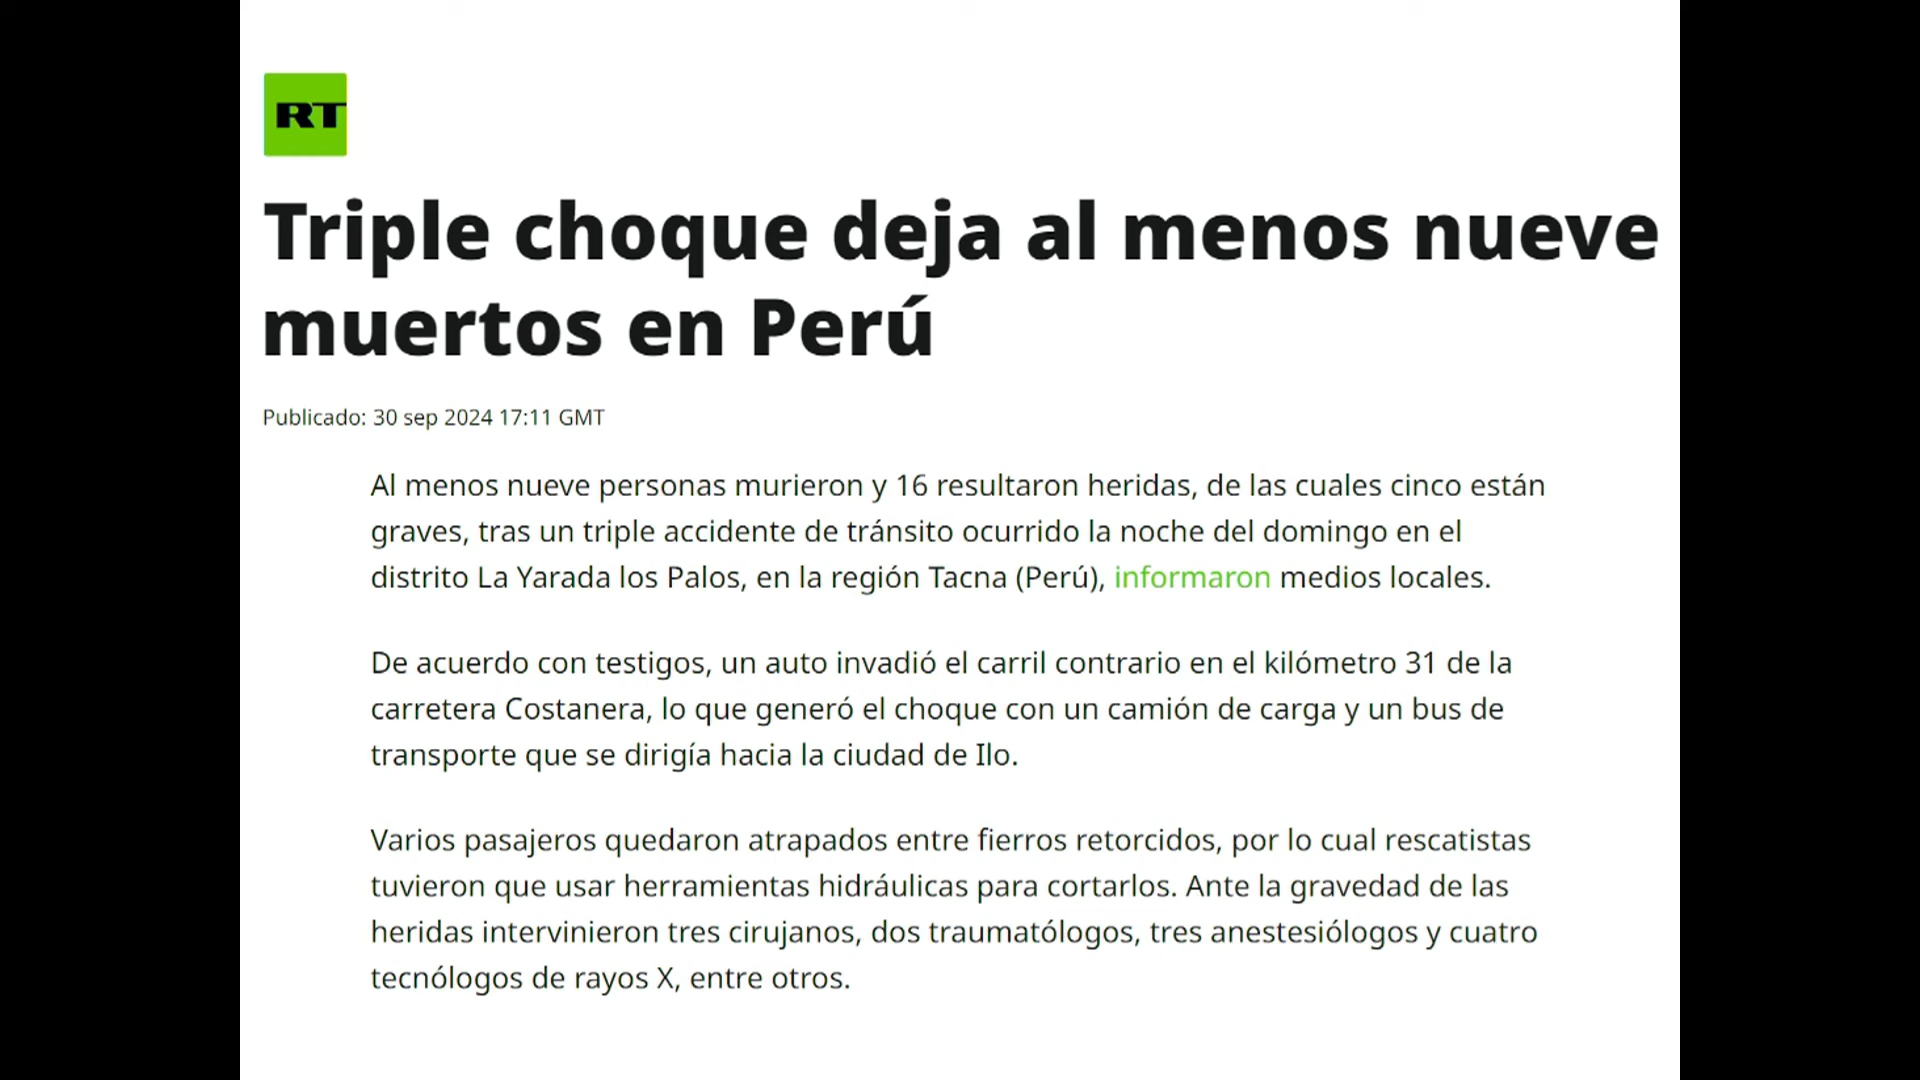 RT
Triple choque deja al menos nueve
muertos en Perú
Publicado: 30 sep 2024 17:11 GMT
Al menos nueve personas murieron y 16 resultaron heridas, de las cuales cinco están
graves, tras un triple accidente de tránsito ocurrido la noche del domingo en el
distrito La Yarada los Palos, en la región Tacna (Perú), informaron medios locales.
De acuerdo con testigos, un auto invadió el carril contrario en el kilómetro 31 de la
carretera Costanera, lo que generó el choque con un camión de carga y un bus de
transporte que se dirigía hacia la ciudad de Ilo.
Varios pasajeros quedaron atrapados entre fierros retorcidos, por lo cual rescatistas
tuvieron que usar herramientas hidráulicas para cortarlos. Ante la gravedad de las
heridas intervinieron tres cirujanos, dos traumatólogos, tres anestesiólogos y cuatro
tecnólogos de rayos X, entre otros.